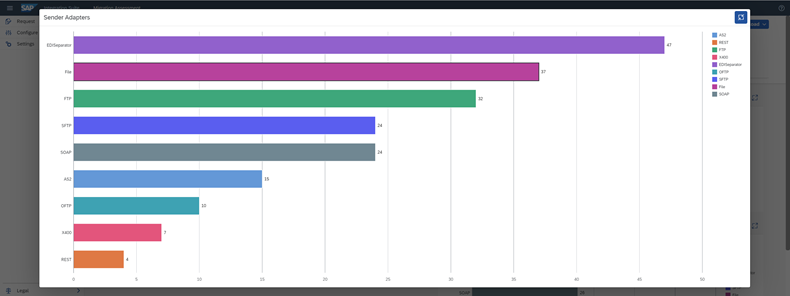 SAP Integration Suite Migration Assessment
Sender Adapters
Request
Configure
Settings
EDISeparator 47
File 37
FTP 32
SFTP 24
SOAP 24
AS2 15
OFTP 10
X400 7
REST 4
0 5 10 15 20 25 30 35 40 45 50
AS2
REST
FTP
X400
EDISeparator
OFTP
SFTP
File
SOAP
Legal